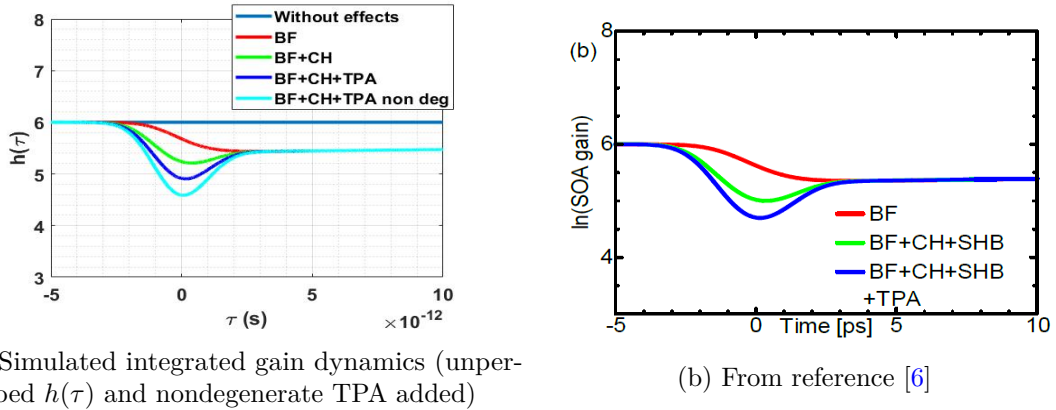 8
7
6
5
4
3
h(τ)
Without effects
BF
BF+CH
BF+CH+TPA
BF+CH+TPA non deg
-5
0
5
10
τ (s)
×10-12
Simulated integrated gain dynamics (unper-
h(τ) and nondegenerate TPA added)
(b)
8
6
4
ln(SOA gain)
BF
BF+CH+SHB
BF+CH+SHB
+TPA
-5
0
Time [ps]
5
10
(b) From reference [6]